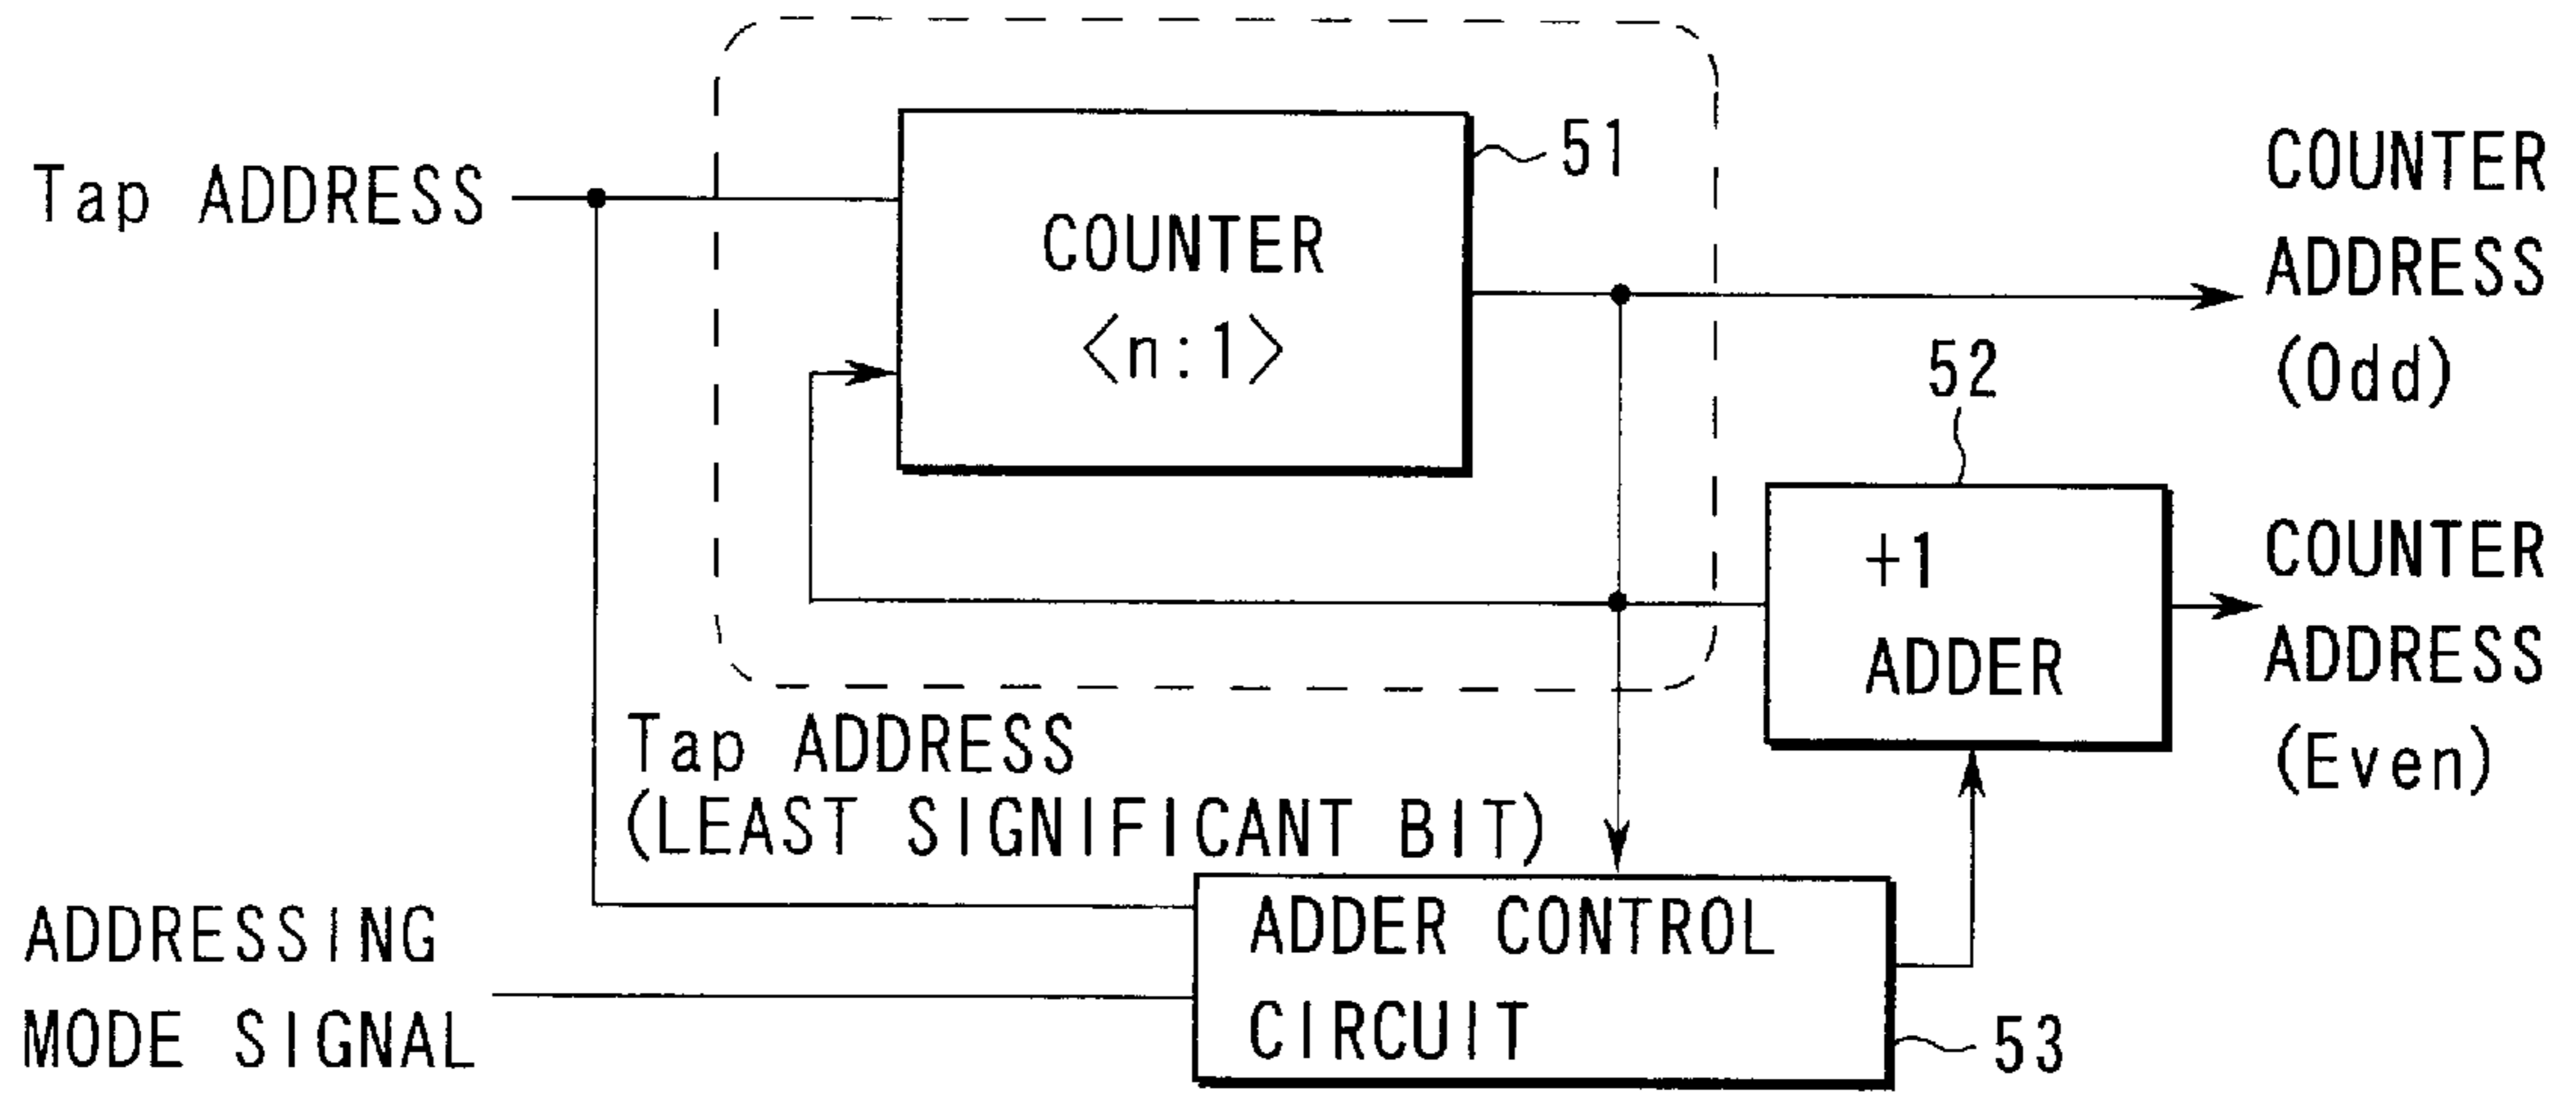 Tap ADDRESS
COUNTER
<n:1>
51
COUNTER
ADDRESS
(Odd)
52
+1
ADDER
COUNTER
ADDRESS
(Even)
Tap ADDRESS
(LEAST SIGNIFICANT BIT)
ADDRESSING
MODE SIGNAL
ADDER CONTROL
CIRCUIT
53